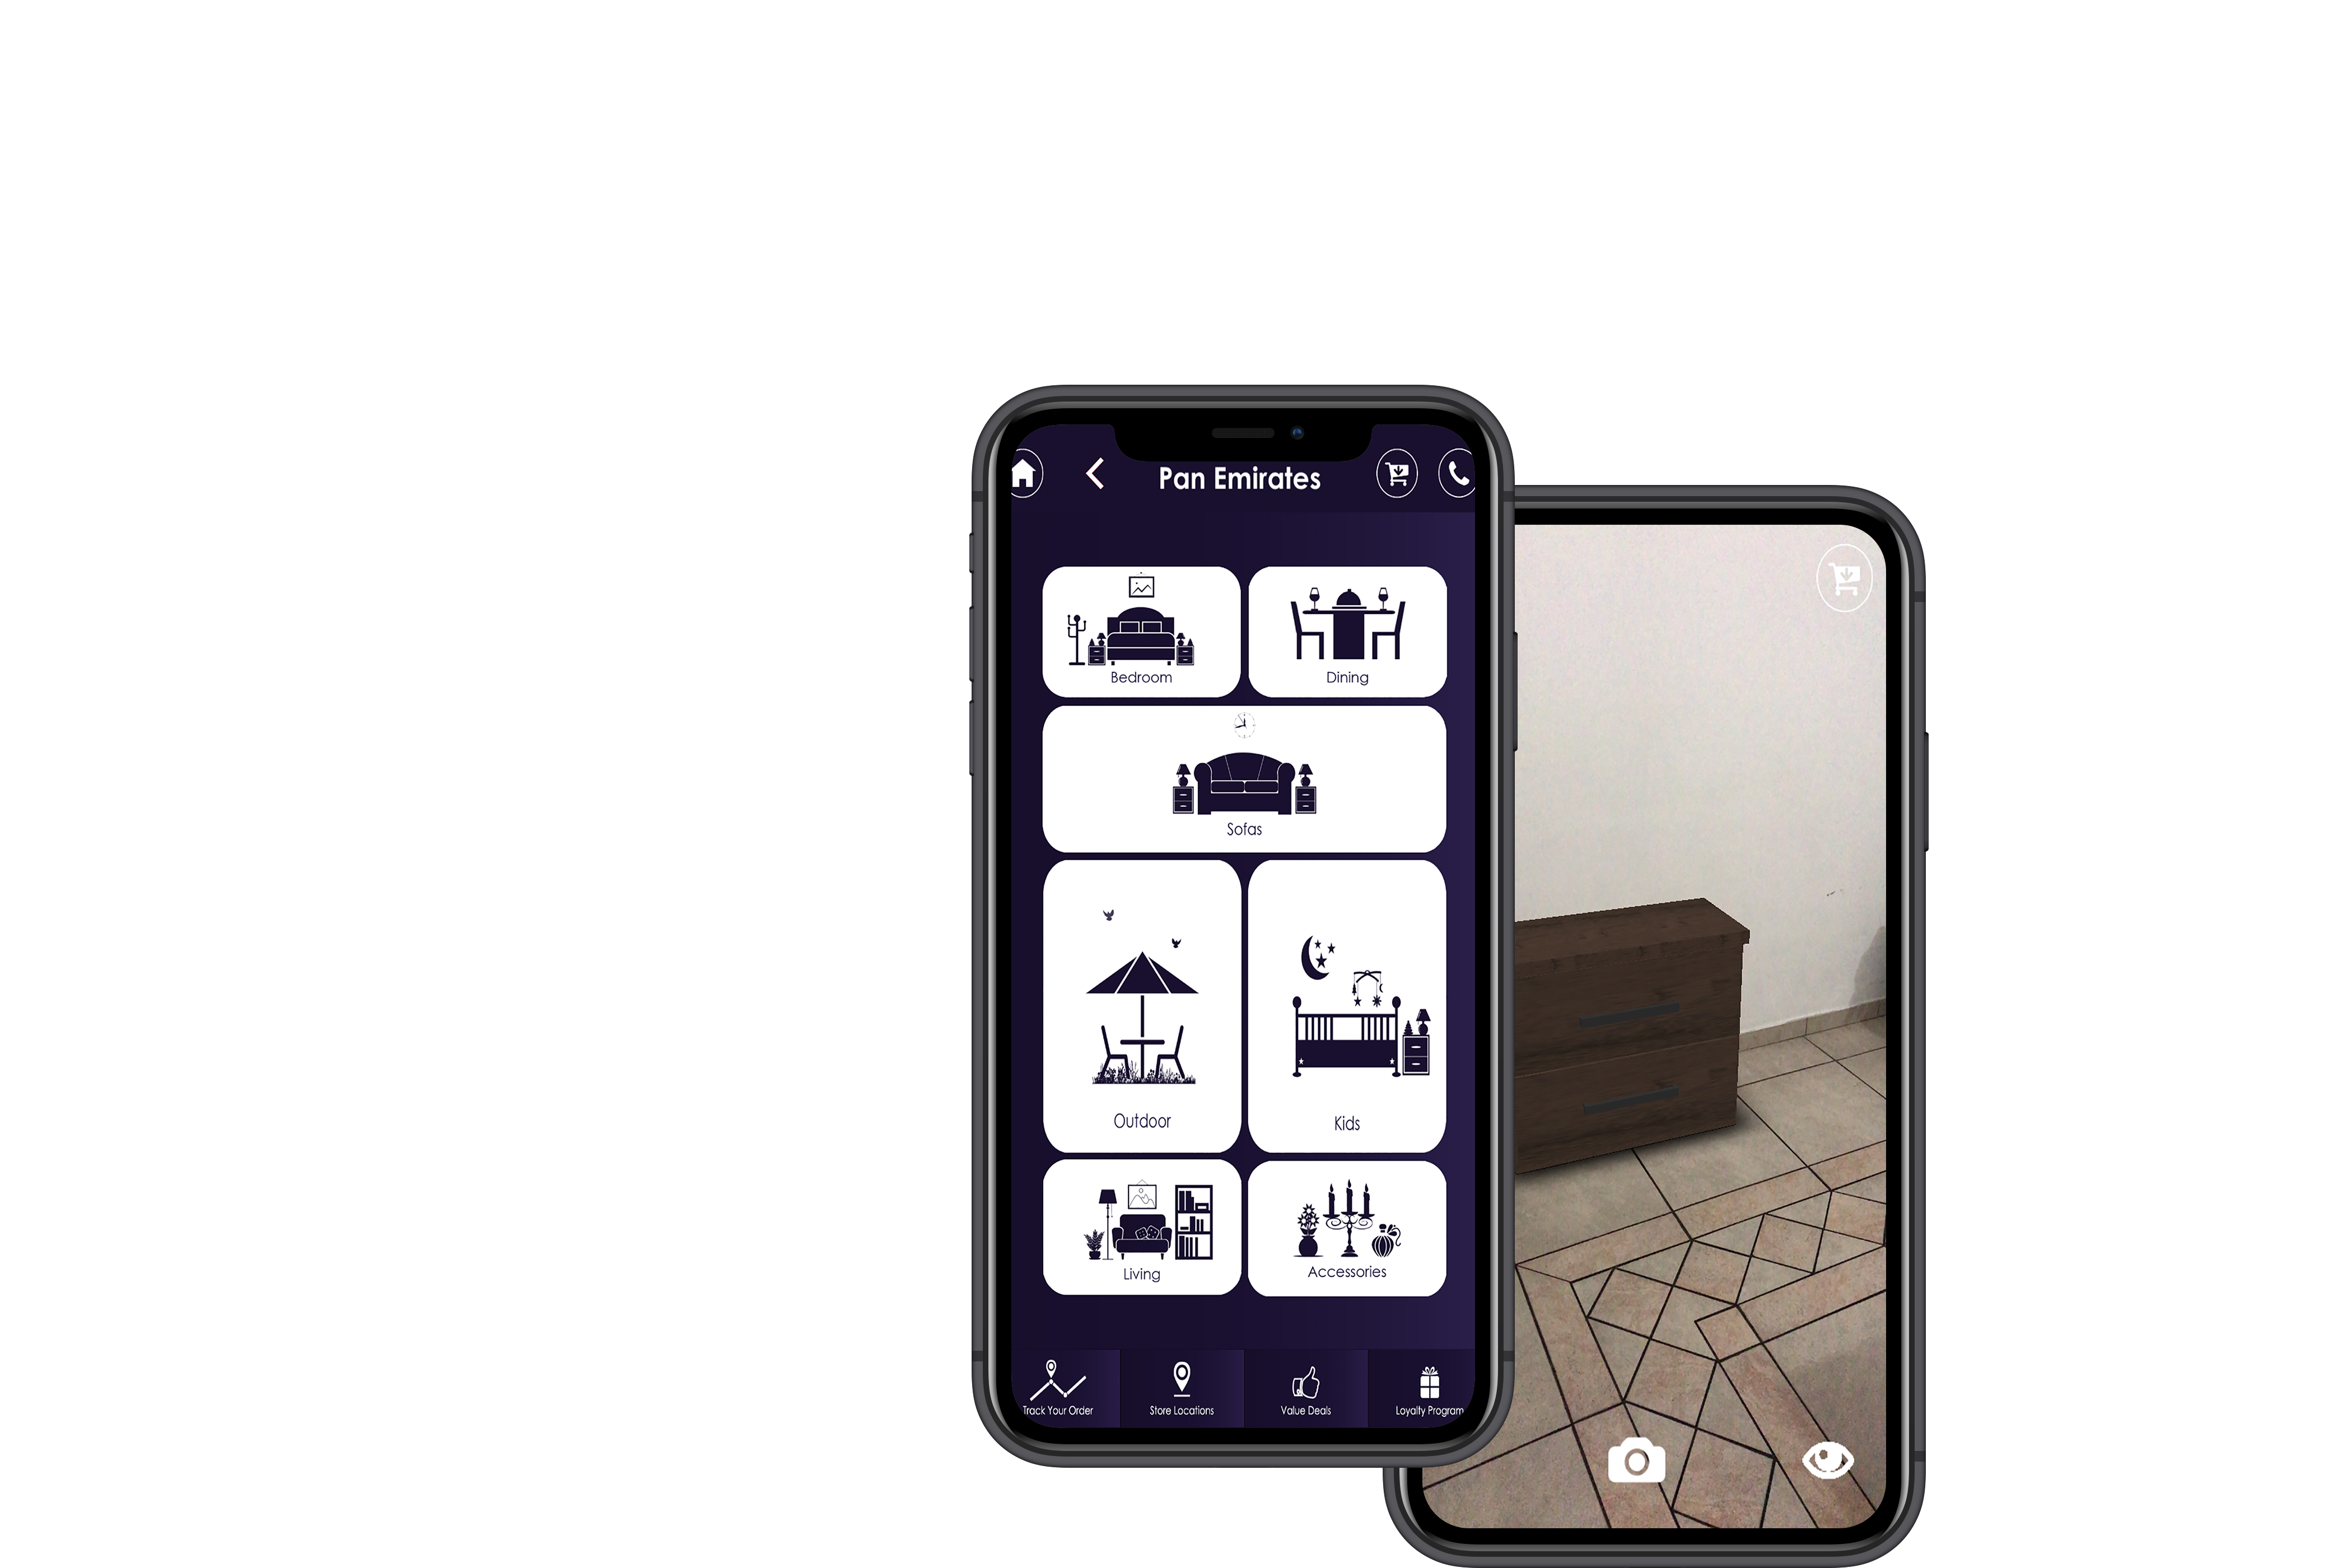 Pan Emirates
Bedroom
Dining
Sofas
Outdoor
Kids
Living
Accessories
Track Your Order
Store Locations
Value Deals
Loyalty Program